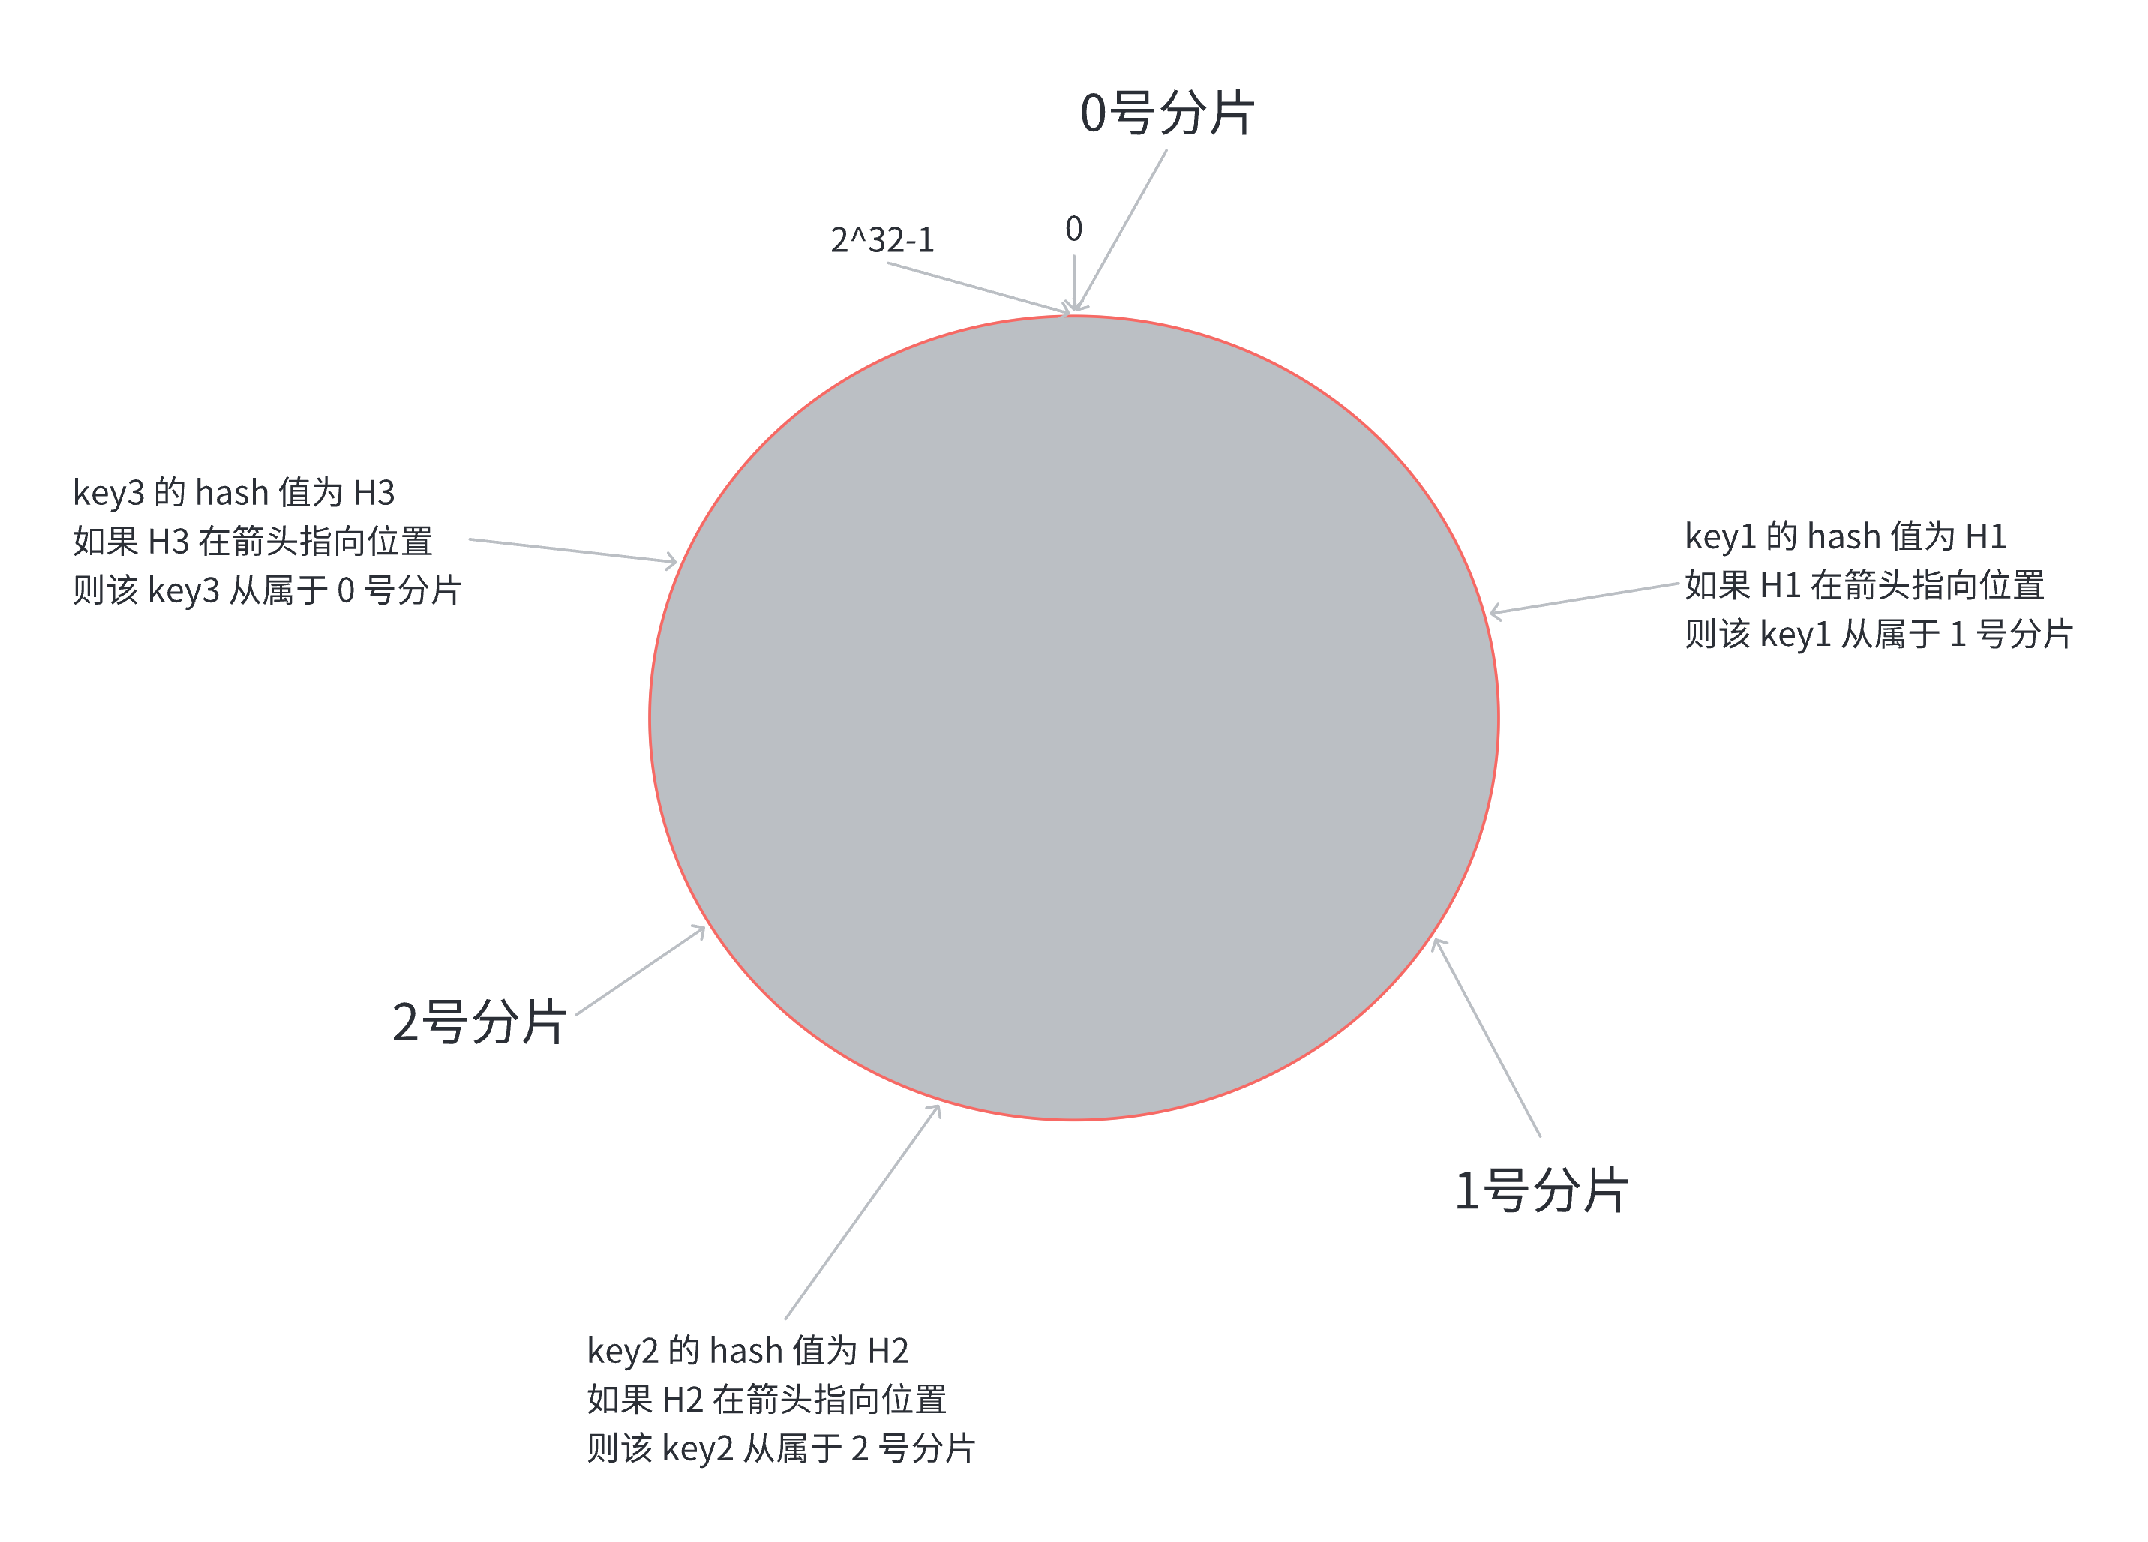 0号分片
2^32-1
0
key3 的 hash 值为 H3
如果 H3 在箭头指向位置
则该 key3 从属于 0 号分片
key1 的 hash 值为 H1
如果 H1 在箭头指向位置
则该 key1 从属于 1 号分片
2号分片
1号分片
key2 的 hash 值为 H2
如果 H2 在箭头指向位置
则该 key2 从属于 2 号分片